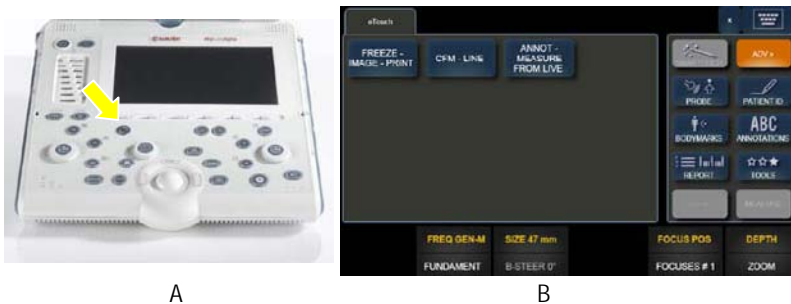 eTouch
FREEZE -
IMAGE - PRINT
CFM - LINE
ANNOT -
MEASURE
FROM LIVE
ADV »
PROBE
PATIENT ID
BODYMARKS
ABC
ANNOTATIONS
REPORT
TOOLS
FREQ GEN-M
SIZE 47 mm
FOCUS POS
DEPTH
FUNDAMENT
B-STEER 0°
FOCUSES # 1
ZOOM
A
B